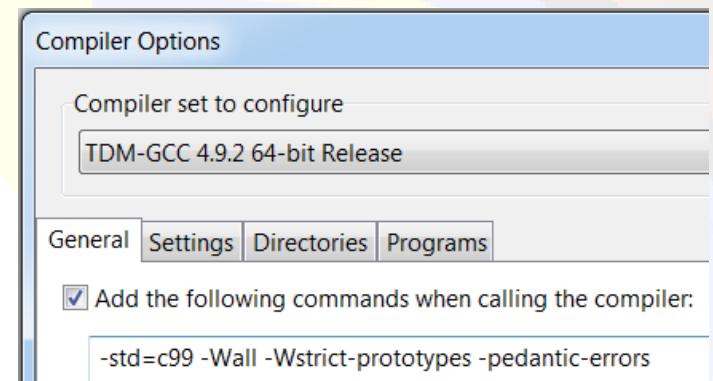 Compiler Options
Compiler set to configure
TDM-GCC 4.9.2 64-bit Release
General Settings Directories Programs
Add the following commands when calling the compiler:
-std=c99 -Wall -Wstrict-prototypes -pedantic-errors